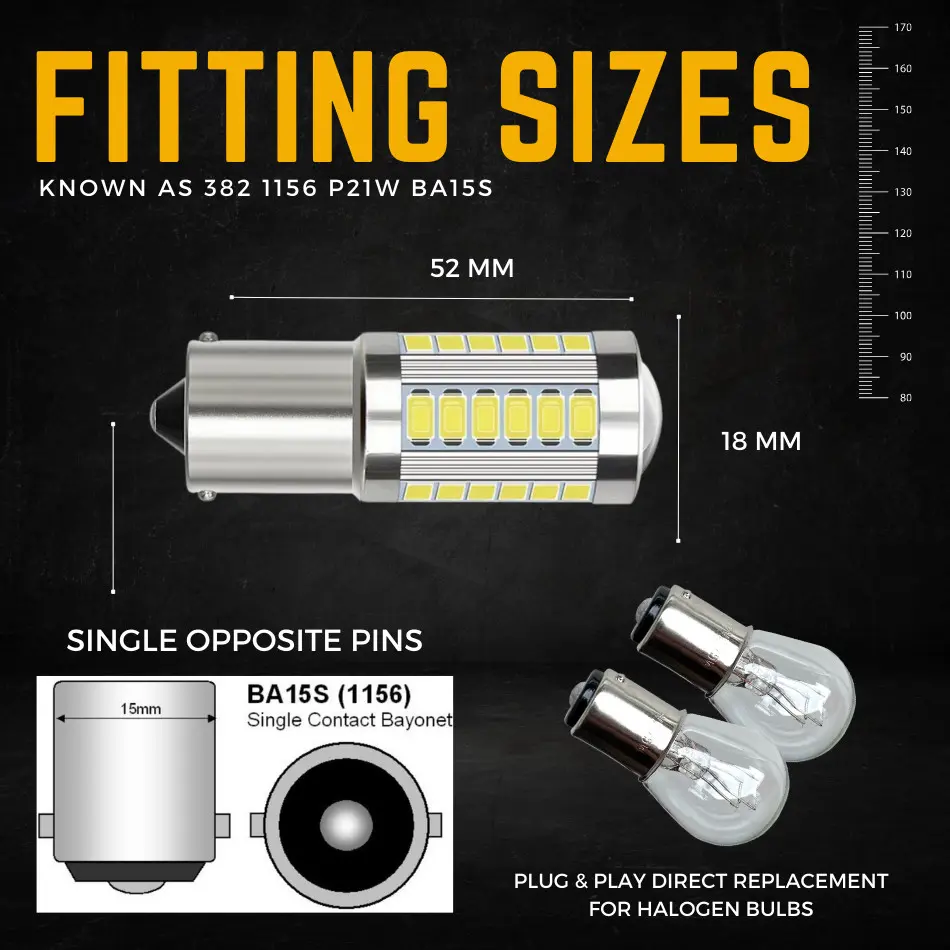 FITTING SIZES
KNOWN AS 382 1156 P21W BA15S
170
160
150
140
130
120
110
100
90
80
52 MM
18 MM
SINGLE OPPOSITE PINS
15mm
BA15S (1156)
Single Contact Bayonet
PLUG & PLAY DIRECT REPLACEMENT
FOR HALOGEN BULBS